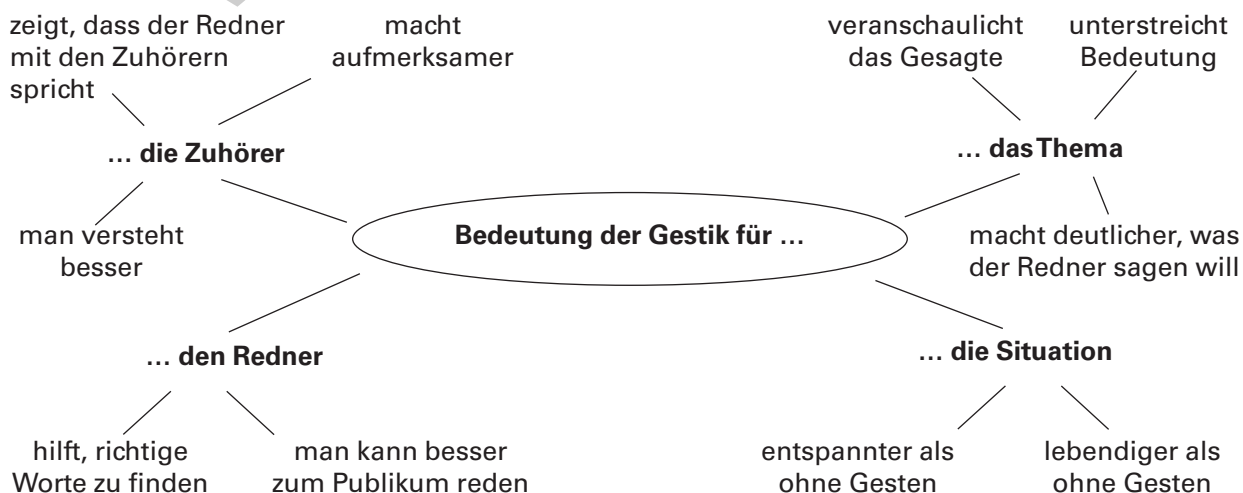 zeigt, dass der Redner
mit den Zuhörern
spricht
macht
aufmerksamer
… die Zuhörer
man versteht
besser
veranschaulicht
das Gesagte
unterstreicht
Bedeutung
… das Thema
macht deutlicher, was
der Redner sagen will
Bedeutung der Gestik für …
… den Redner
hilft, richtige
Worte zu finden
man kann besser
zum Publikum reden
… die Situation
entspannter als
ohne Gesten
lebendiger als
ohne Gesten